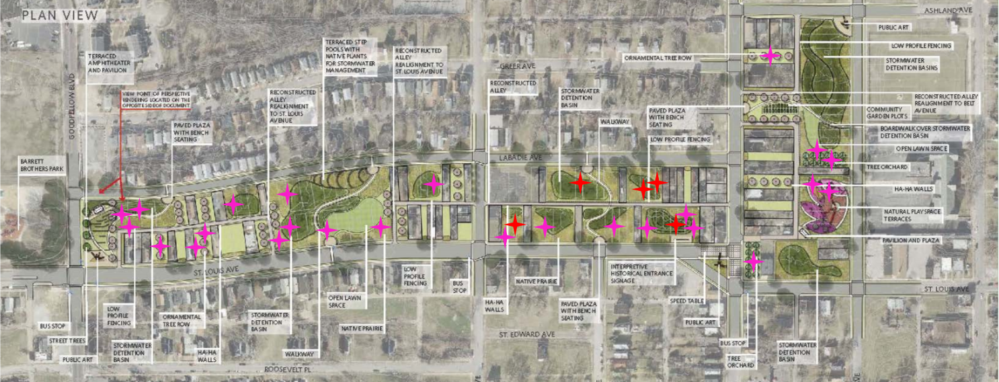 PLAN VIEW
ASHLAND AVE
PUBLIC ART
LOW PROFILE FENCING
STORMWATER
DETENTION BASINS
ORNAMENTAL TREE ROW
TERRACED STEP
POOLS WITH
NATIVE PLANTS
FOR STORMWATER
MANAGEMENT
RECONSTRUCTED
ALLEY
REALIGNMENT TO
ST. LOUIS AVENUE
TERRACED
AMPHITHEATER
AND PAVILION
GREER AVE
GOODFELLOW BLVD
VIEW POINT OF PERSPECTIVE
RENDERING LOCATED ON THE
OPPOSITE SIDE OF DOCUMENT
RECONSTRUCTED
ALLEY
REALIGNMENT
TO ST. LOUIS
AVENUE
RECONSTRUCTED
ALLEY
STORMWATER
DETENTION
BASIN
PAVED PLAZA
WITH BENCH
SEATING
RECONSTRUCTED ALLEY
REALIGNMENT TO BELT
AVENUE
COMMUNITY
GARDEN PLOTS
WALKWAY
PAVED PLAZA
WITH BENCH
SEATING
BOARDWALK OVER STORMWATER
DETENTION BASIN
LOW PROFILE FENCING
OPEN LAWN SPACE
BARRETT
BROTHERS PARK
LABADIE AVE
TREE ORCHARD
HA-HA WALLS
NATURAL PLAYSPACE
TERRACES
PAVILION AND PLAZA
ST. LOUIS AVE
LOW
PROFILE
FENCING
BUS
STOP
NATIVE PRAIRIE
INTERPRETIVE
HISTORICAL ENTRANCE
SIGNAGE
ST. LOUIS AVE
OPEN LAWN
SPACE
HA-HA
WALLS
PAVED PLAZA
WITH BENCH
SEATING
SPEED TABLE
LOW
PROFILE
FENCING
ORNAMENTAL
TREE ROW
STORMWATER
DETENTION
BASIN
NATIVE PRAIRIE
PUBLIC ART
BUS STOP
ST. EDWARD AVE
STREET TREES
STORMWATER
DETENTION
BASIN
HA-HA
WALLS
WALKWAY
BUS STOP
STORMWATER
DETENTION
BASIN
PUBLIC ART
TREE
ORCHARD
ROOSEVELT PL
AVE
VE
AVE